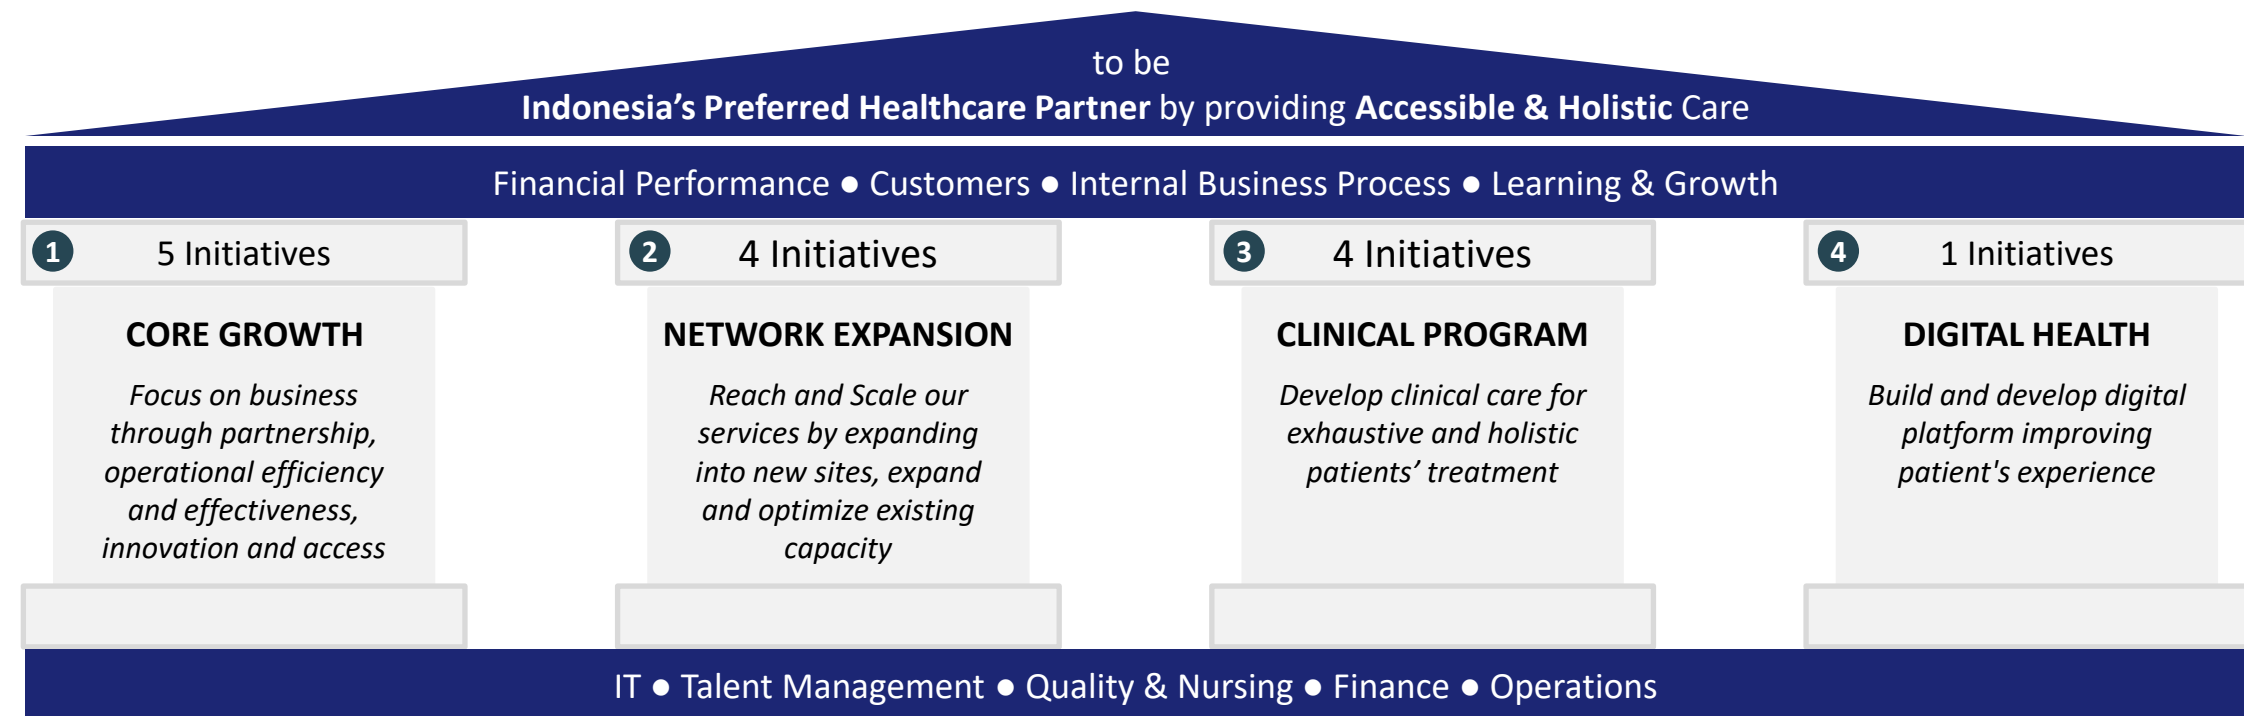 to be
Indonesia’s Preferred Healthcare Partner by providing Accessible & Holistic Care
Financial Performance ● Customers ● Internal Business Process ● Learning & Growth
1 5 Initiatives
CORE GROWTH
Focus on business
through partnership,
operational efficiency
and effectiveness,
innovation and access
2 4 Initiatives
NETWORK EXPANSION
Reach and Scale our
services by expanding
into new sites, expand
and optimize existing
capacity
3 4 Initiatives
CLINICAL PROGRAM
Develop clinical care for
exhaustive and holistic
patients’ treatment
4 1 Initiatives
DIGITAL HEALTH
Build and develop digital
platform improving
patient's experience
IT ● Talent Management ● Quality & Nursing ● Finance ● Operations